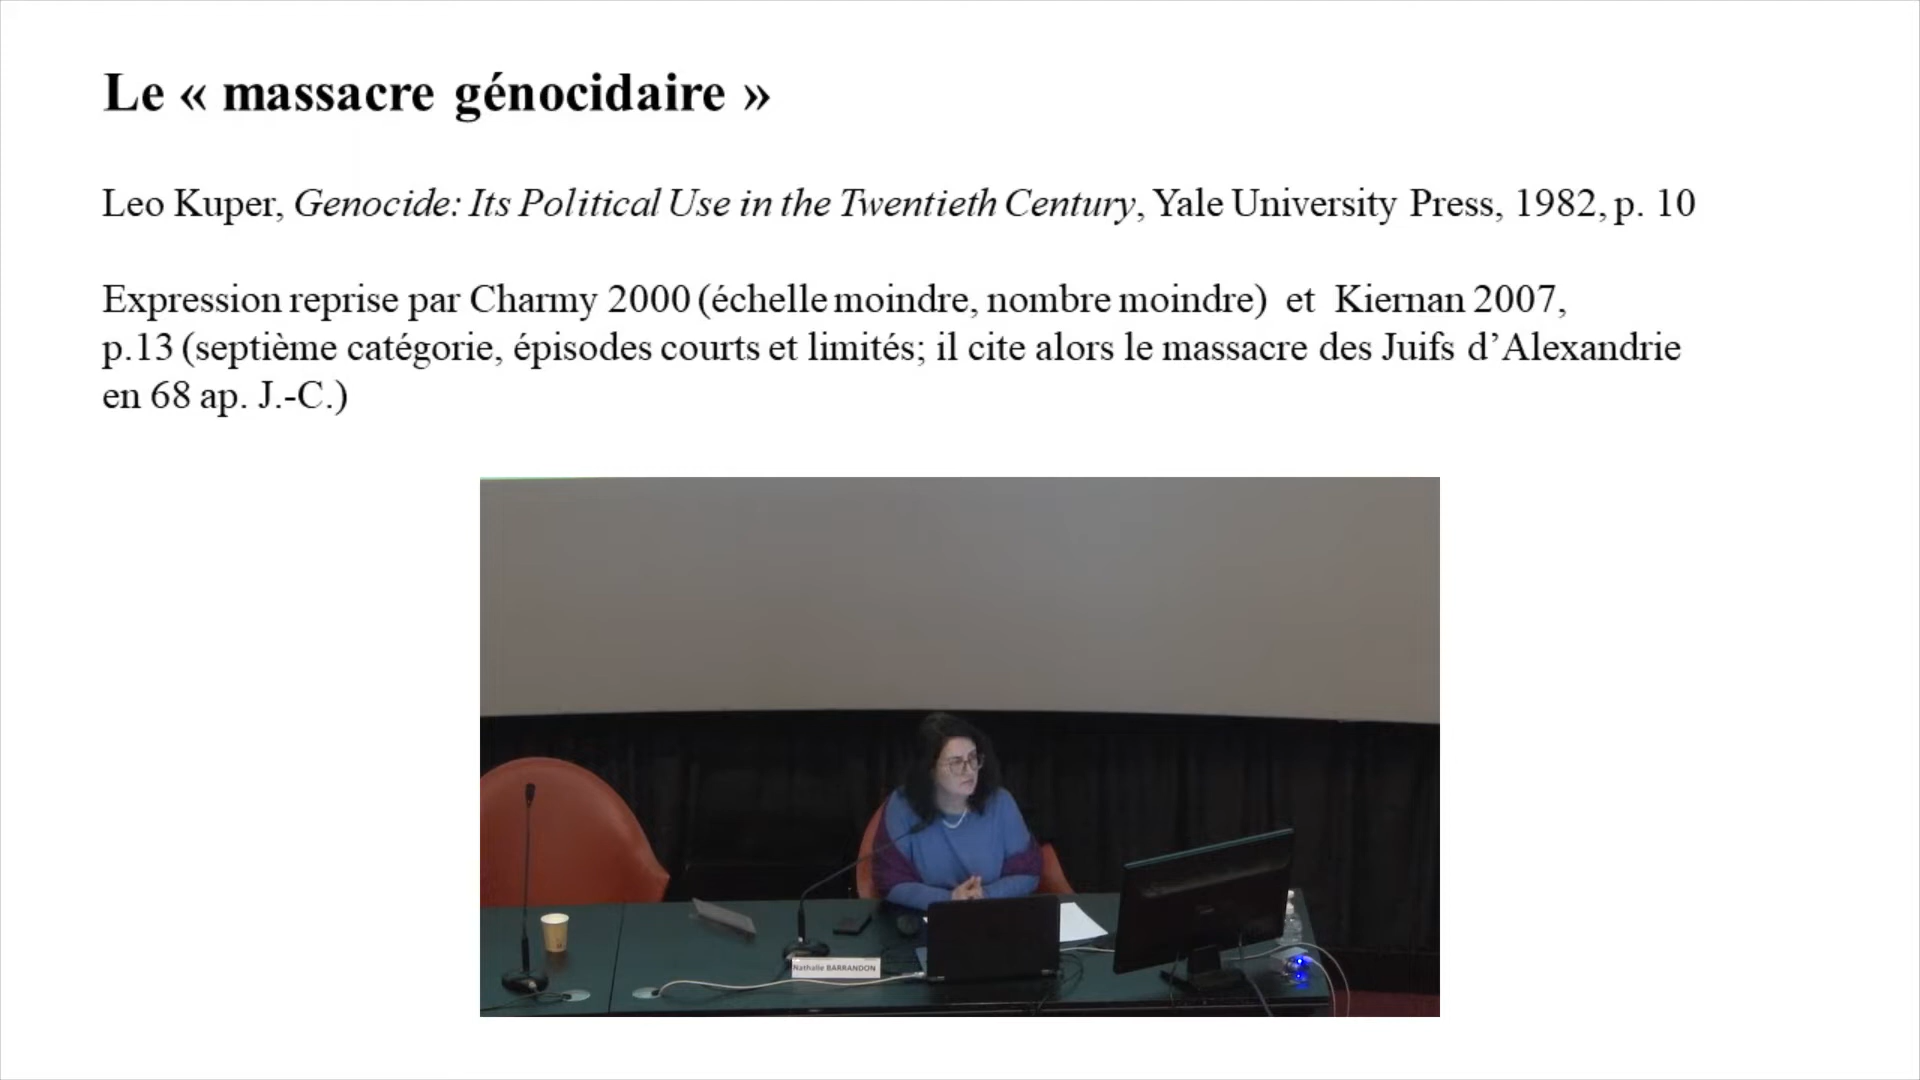 Le « massacre génocidaire »
Leo Kuper, Genocide: Its Political Use in the Twentieth Century, Yale University Press, 1982, p. 10
Expression reprise par Charmy 2000 (échelle moindre, nombre moindre) et Kiernan 2007,
p.13 (septième catégorie, épisodes courts et limités; il cite alors le massacre des Juifs d’Alexandrie
en 68 ap. J.-C.)
Nathalie BARRANDON